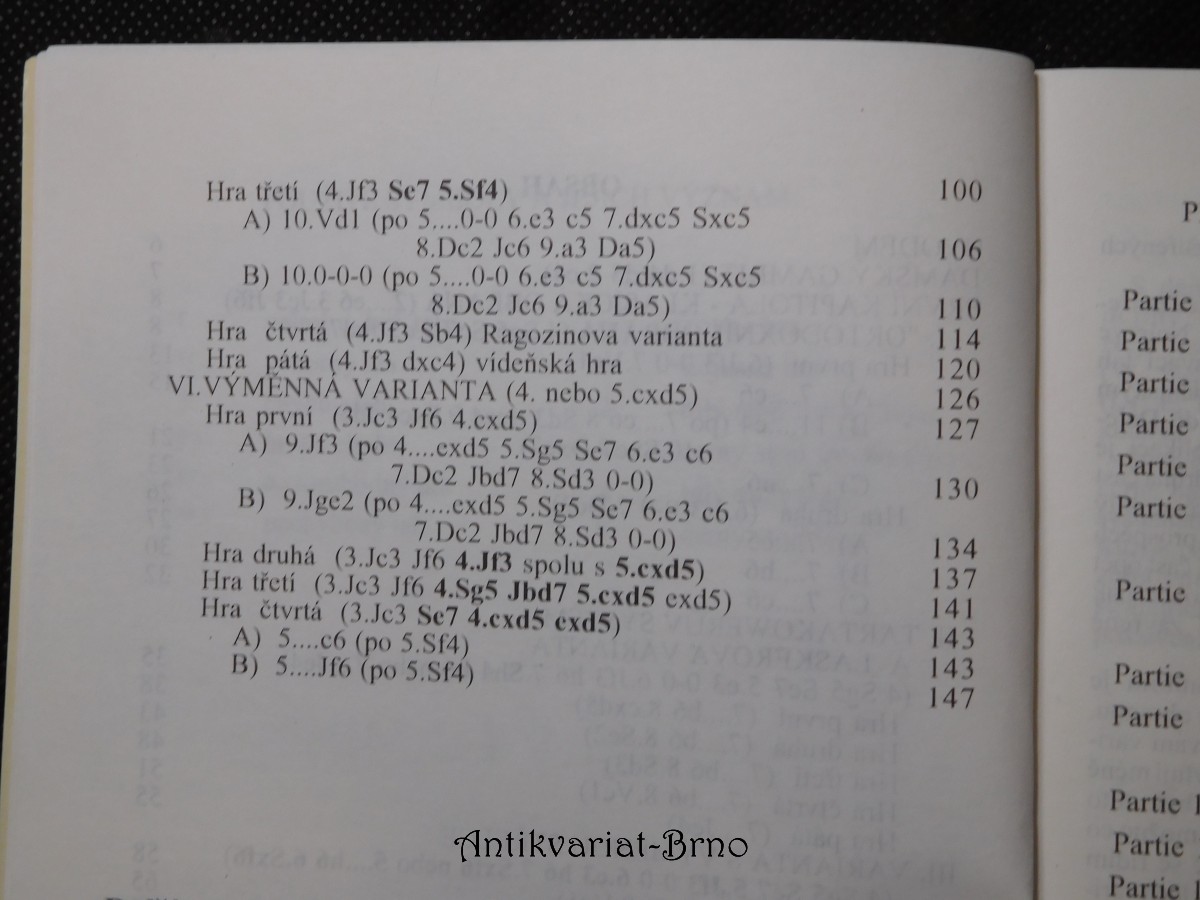 Hra třetí (4.Jf3 Se7 5.Sf4) 100
A) 10.Vd1 (po 5....0-0 6.e3 c5 7.dxc5 Sxc5
8.Dc2 Jc6 9.a3 Da5) 106
B) 10.0-0-0 (po 5....0-0 6.e3 c5 7.dxc5 Sxc5
8.Dc2 Jc6 9.a3 Da5) 110
Hra čtvrtá (4.Jf3 Sb4) Ragozinova varianta 114
Hra pátá (4.Jf3 dxc4) vídeňská hra 120
VI.VÝMĚNNÁ VARIANTA (4. nebo 5.cxd5) 126
Hra první (3.Jc3 Jf6 4.cxd5) 127
A) 9.Jf3 (po 4....exd5 5.Sg5 Se7 6.e3 c6
7.Dc2 Jbd7 8.Sd3 0-0) 130
B) 9.Jge2 (po 4....exd5 5.Sg5 Se7 6.e3 c6
7.Dc2 Jbd7 8.Sd3 0-0) 134
Hra druhá (3.Jc3 Jf6 4.Jf3 spolu s 5.cxd5) 137
Hra třetí (3.Jc3 Jf6 4.Sg5 Jbd7 5.cxd5 exd5) 141
Hra čtvrtá (3.Jc3 Se7 4.cxd5 exd5) 143
A) 5....c6 (po 5.Sf4) 143
B) 5....Jf6 (po 5.Sf4) 147
P
Partie
Partie
Partie
Partie
Partie
Partie
Partie
Partie
Partie
Partie 1
Partie
Partie 1
Antikvariat-Brno